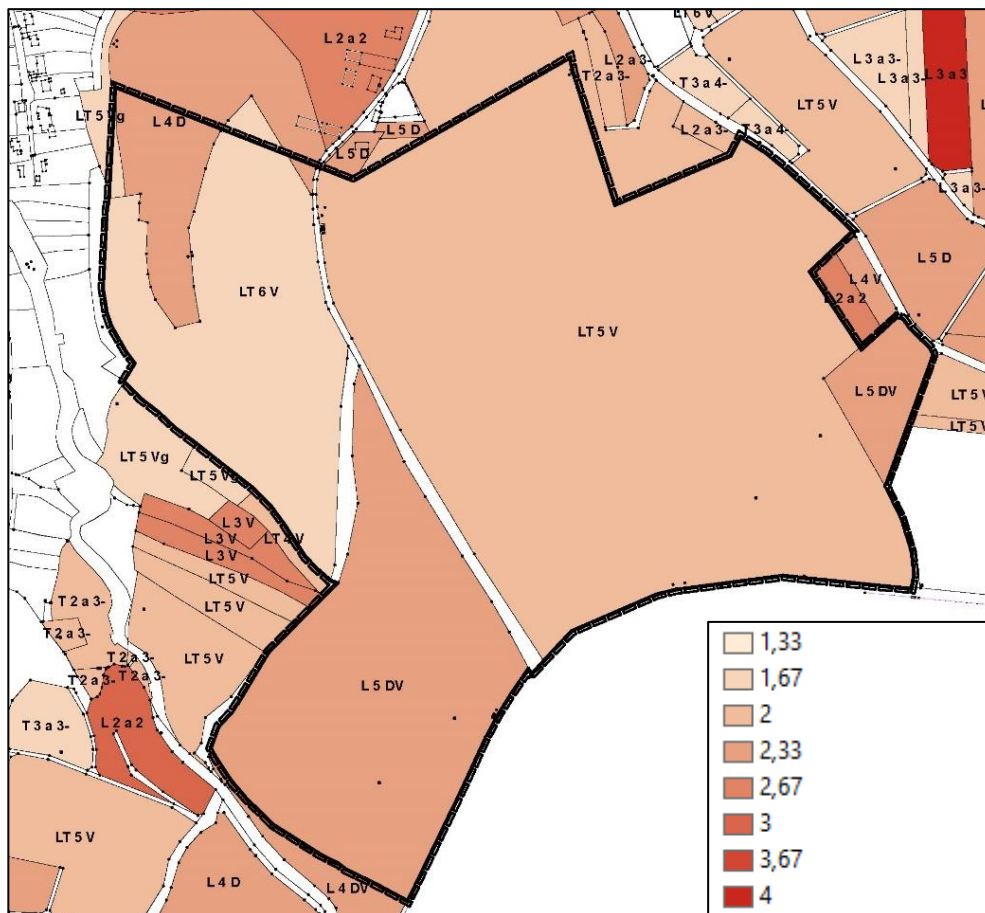 LT 6 V
L 2 a 2
L 3 a 3-
L 2 a 3-
T 2 a 3-
T 3 a 4-
L 3 a 3-
L 3 a 3
LT 5 Vg
L 4 D
LT 5 V
L 5 D
L 2 a 3-
T 3 a 4-
L 5 D
L 3 a 3-
L 5 D
L 4 V
LT 6 V
L 2 a 2
LT 5 V
L 5 DV
LT 5 V
LT 5 V
LT 5 Vg
LT 5 Vg
L 3 V
L 3 V
LT 4 V
L 3 V
LT 5 V
LT 5 V
T 2 a 3-
T 2 a 3-
LT 5 V
T 2 a 3-
T 2 a 3-
T 2 a 3-
L 5 DV
L 2 a 2
T 3 a 3-
LT 5 V
L 4 D
L 4 DV
1,33
1,67
2
2,33
2,67
3
3,67
4